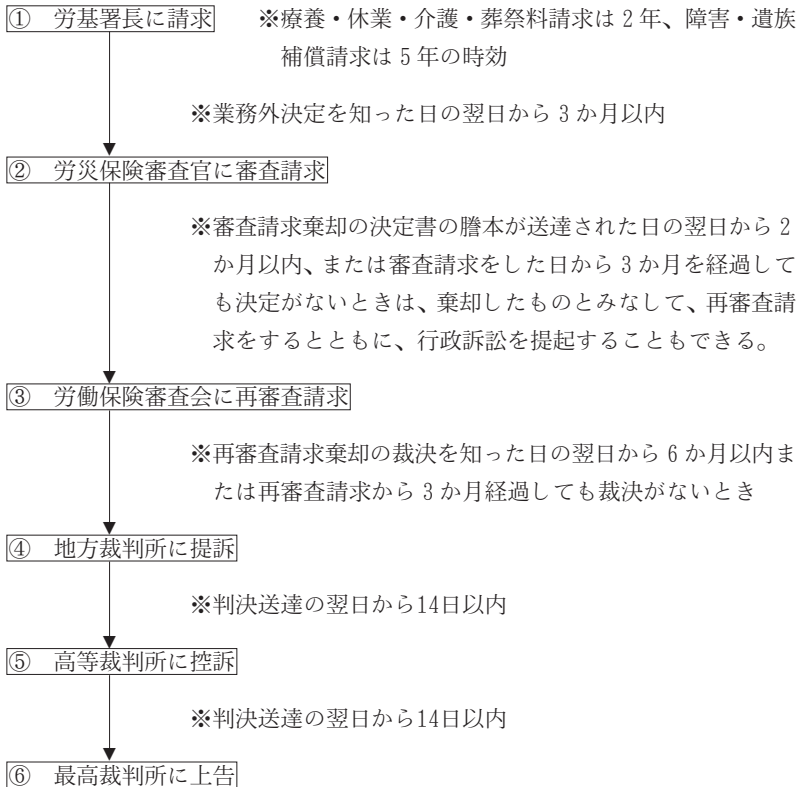 ① 労基署長に請求 ※療養・休業・介護・葬祭料請求は２年、障害・遺族
補償請求は５年の時効
※業務外決定を知った日の翌日から３か月以内
② 労災保険審査官に審査請求
※審査請求棄却の決定書の謄本が送達された日の翌日から２
か月以内、または審査請求をした日から３か月を経過して
も決定がないときは、棄却したものとみなして、再審査請
求をするとともに、行政訴訟を提起することもできる。
③ 労働保険審査会に再審査請求
※再審査請求棄却の裁決を知った日の翌日から６か月以内ま
たは再審査請求から３か月経過しても裁決がないとき
④ 地方裁判所に提訴
※判決送達の翌日から14日以内
⑤ 高等裁判所に控訴
※判決送達の翌日から14日以内
⑥ 最高裁判所に上告